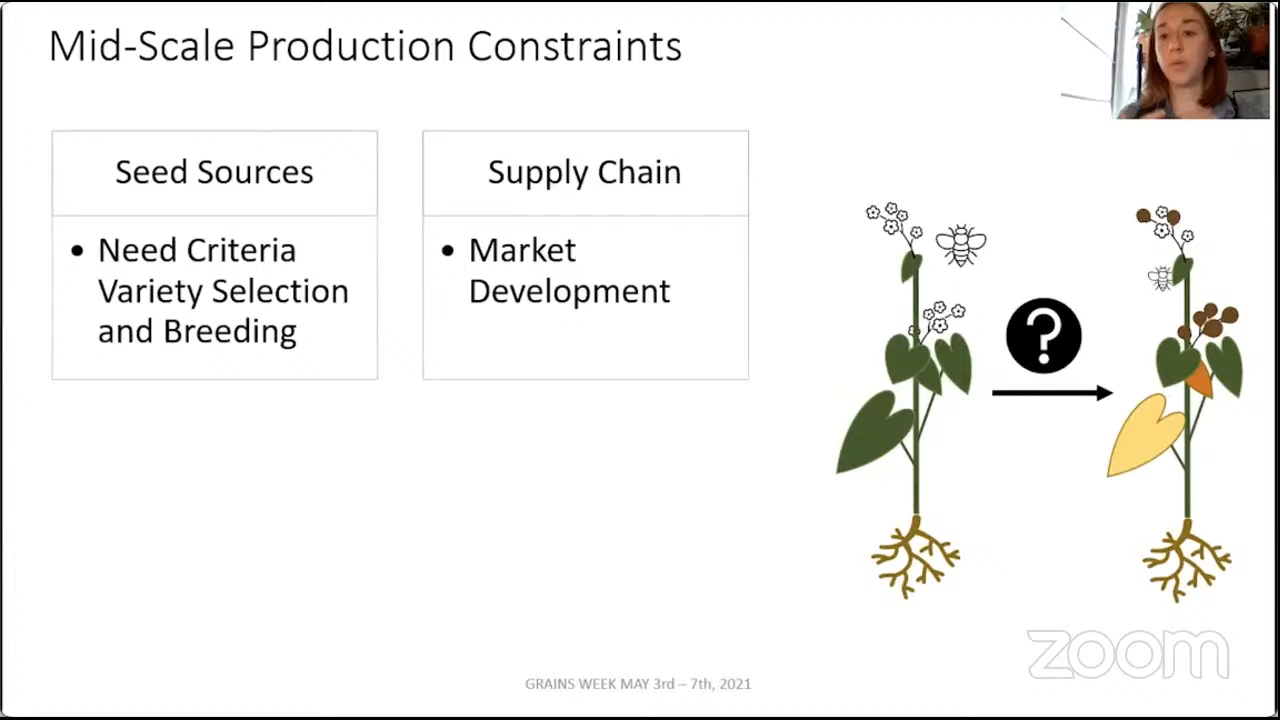 Mid-Scale Production Constraints
Seed Sources
• Need Criteria
Variety Selection
and Breeding
Supply Chain
• Market
Development
?
zoom
GRAINS WEEK MAY 3rd – 7th, 2021